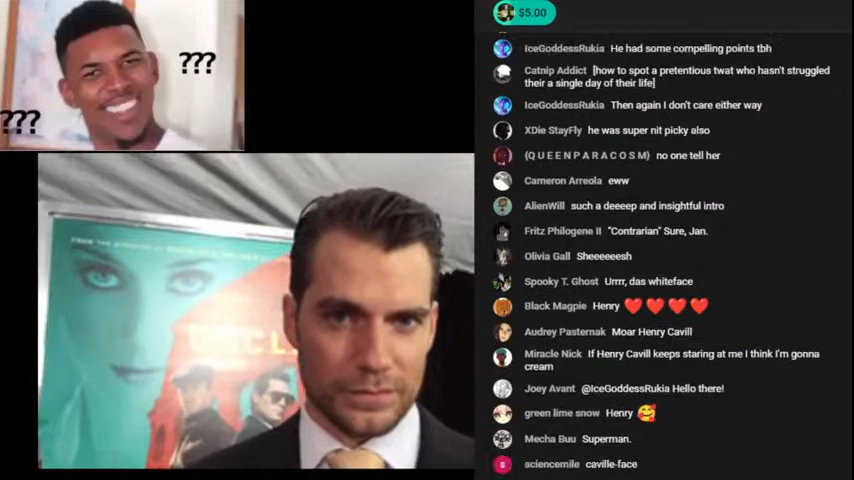 ???
???
$5.00
IceGoddessRukia He had some compelling points tbh
Catnip Addict [how to spot a pretentious twat who hasn't struggled
their a single day of their life]
IceGoddessRukia Then again I don't care either way
XDie StayFly he was super nit picky also
(Q U E E N P A R A C O S M) no one tell her
Cameron Arreola eww
AlienWill such a deeeep and insightful intro
Fritz Philogene II "Contrarian" Sure, Jan.
Olivia Gall Sheeeeeesh
Spooky T. Ghost Urrr, das whiteface
Black Magpie Henry ❤️❤️❤️❤️
Audrey Pasternak Moar Henry Cavill
Miracle Nick If Henry Cavill keeps staring at me I think I'm gonna
cream
Joey Avant @IceGoddessRukia Hello there!
green lime snow Henry 🥰
Mecha Buu Superman.
S
sciencemile caville-face